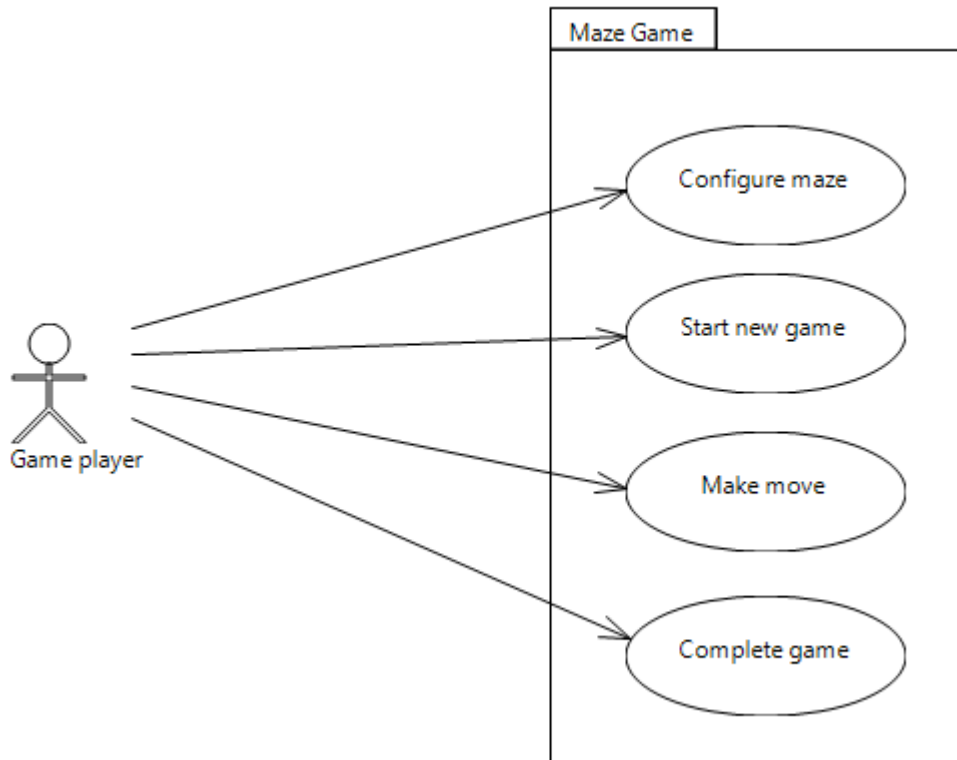 Maze Game
Configure maze
Start new game
Make move
Complete game
Game player